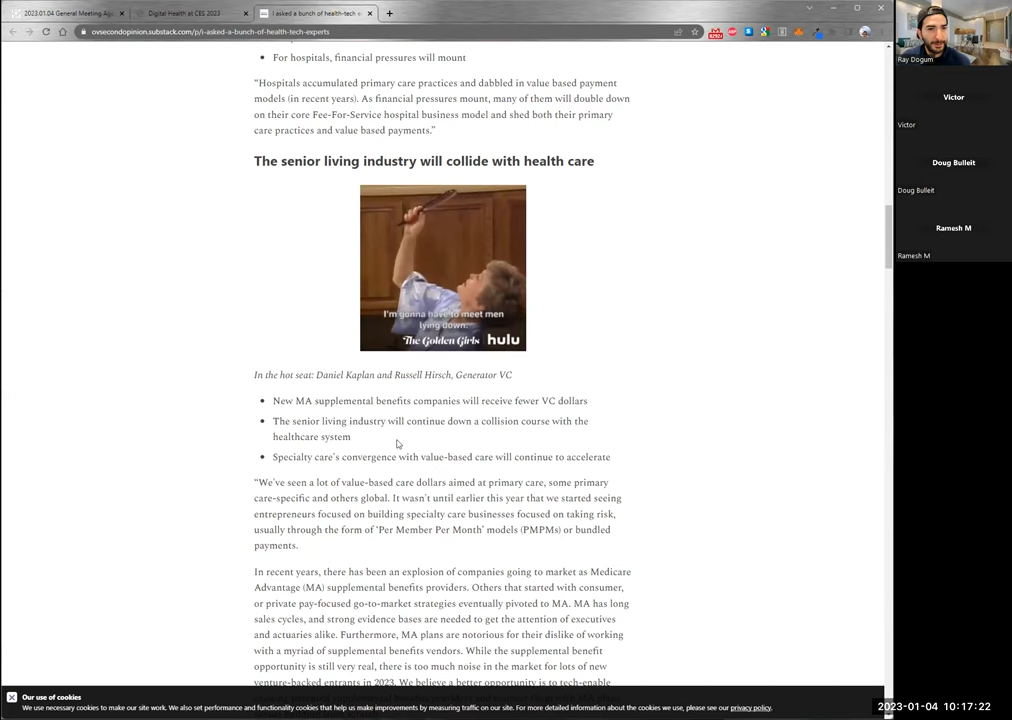 2023.01.04 General Meeting Age
Digital Health at CES 2023
I asked a bunch of health-tech e
ovsecondopinion.substack.com/p/i-asked-a-bunch-of-health-tech-experts
Ray Dogum
Victor
Victor
Doug Bulleit
Doug Bulleit
Ramesh M
Ramesh M
For hospitals, financial pressures will mount
“Hospitals accumulated primary care practices and dabbled in value based payment
models (in recent years). As financial pressures mount, many of them will double down
on their core Fee-For-Service hospital business model and shed both their primary
care practices and value based payments.”
The senior living industry will collide with health care
I'm gonna have to meet men
lying down.
The Golden Girls hulu
In the hot seat: Daniel Kaplan and Russell Hirsch, Generator VC
New MA supplemental benefits companies will receive fewer VC dollars
The senior living industry will continue down a collision course with the
healthcare system
Specialty care's convergence with value-based care will continue to accelerate
“We've seen a lot of value-based care dollars aimed at primary care, some primary
care-specific and others global. It wasn't until earlier this year that we started seeing
entrepreneurs focused on building specialty care businesses focused on taking risk,
usually through the form of ‘Per Member Per Month’ models (PMPMs) or bundled
payments.
In recent years, there has been an explosion of companies going to market as Medicare
Advantage (MA) supplemental benefits providers. Others that started with consumer,
or private pay-focused go-to-market strategies eventually pivoted to MA. MA has long
sales cycles, and strong evidence bases are needed to get the attention of executives
and actuaries alike. Furthermore, MA plans are notorious for their dislike of working
with a myriad of supplemental benefits vendors. While the supplemental benefit
opportunity is still very real, there is too much noise in the market for lots of new
venture-backed entrants in 2023. We believe a better opportunity is to tech-enable
Our use of cookies
We use necessary cookies to make our site work. We also set performance and functionality cookies that help us make improvements by measuring traffic on our site. For more detailed information about the cookies we use, please see our privacy policy.
2023-01-04 10:17:22